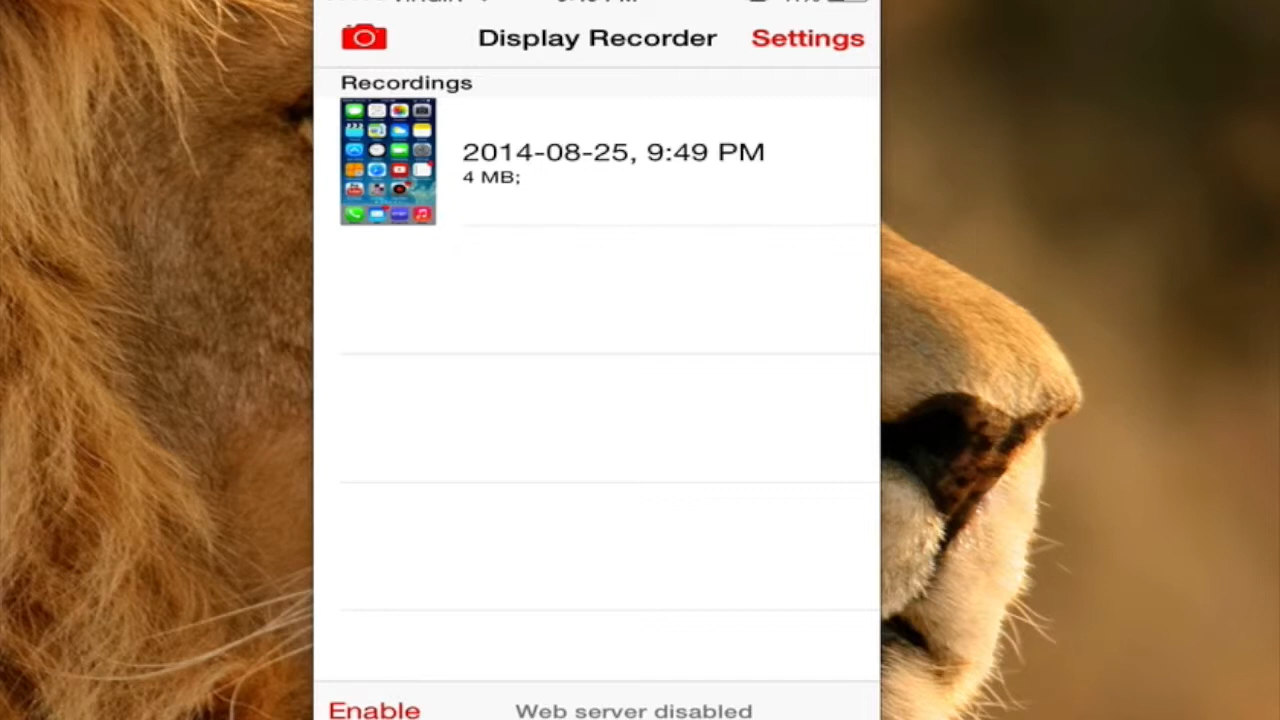 Display Recorder
Settings
Recordings
2014-08-25, 9:49 PM
4 MB;
Enable
Web server disabled